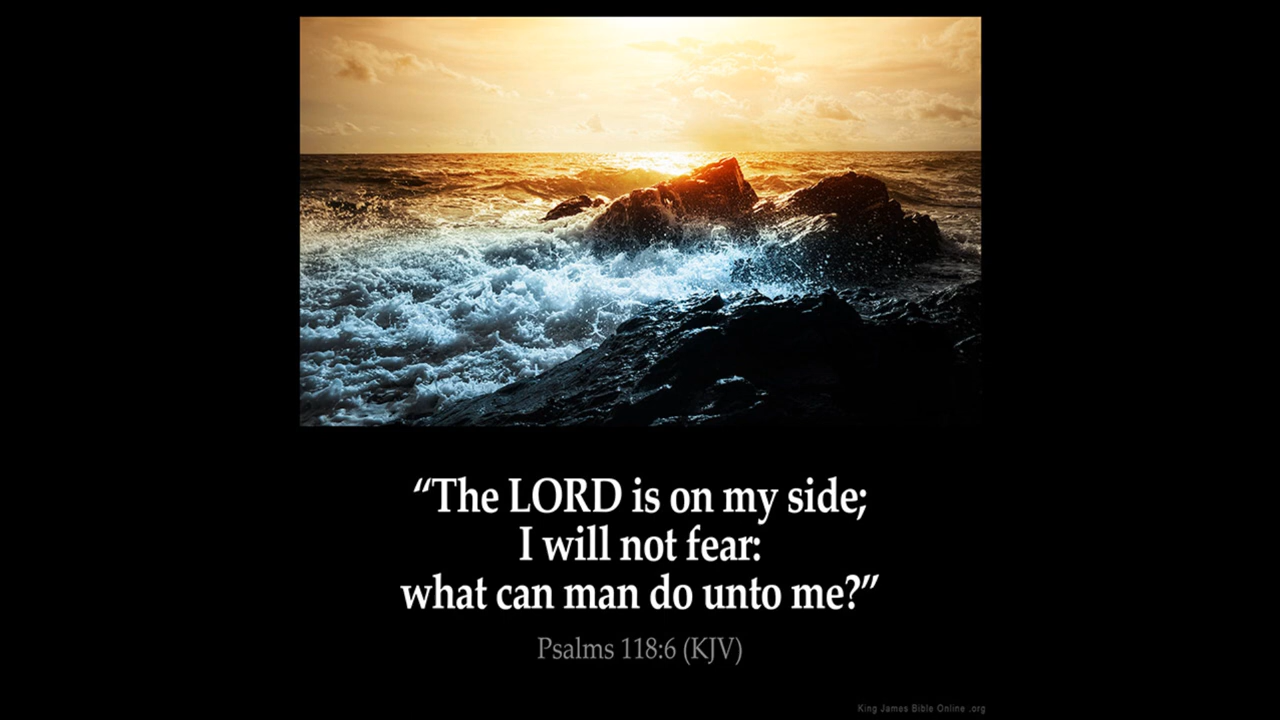 “The LORD is on my side;
I will not fear:
what can man do unto me?”
Psalms 118:6 (KJV)
King James Bible Online .org